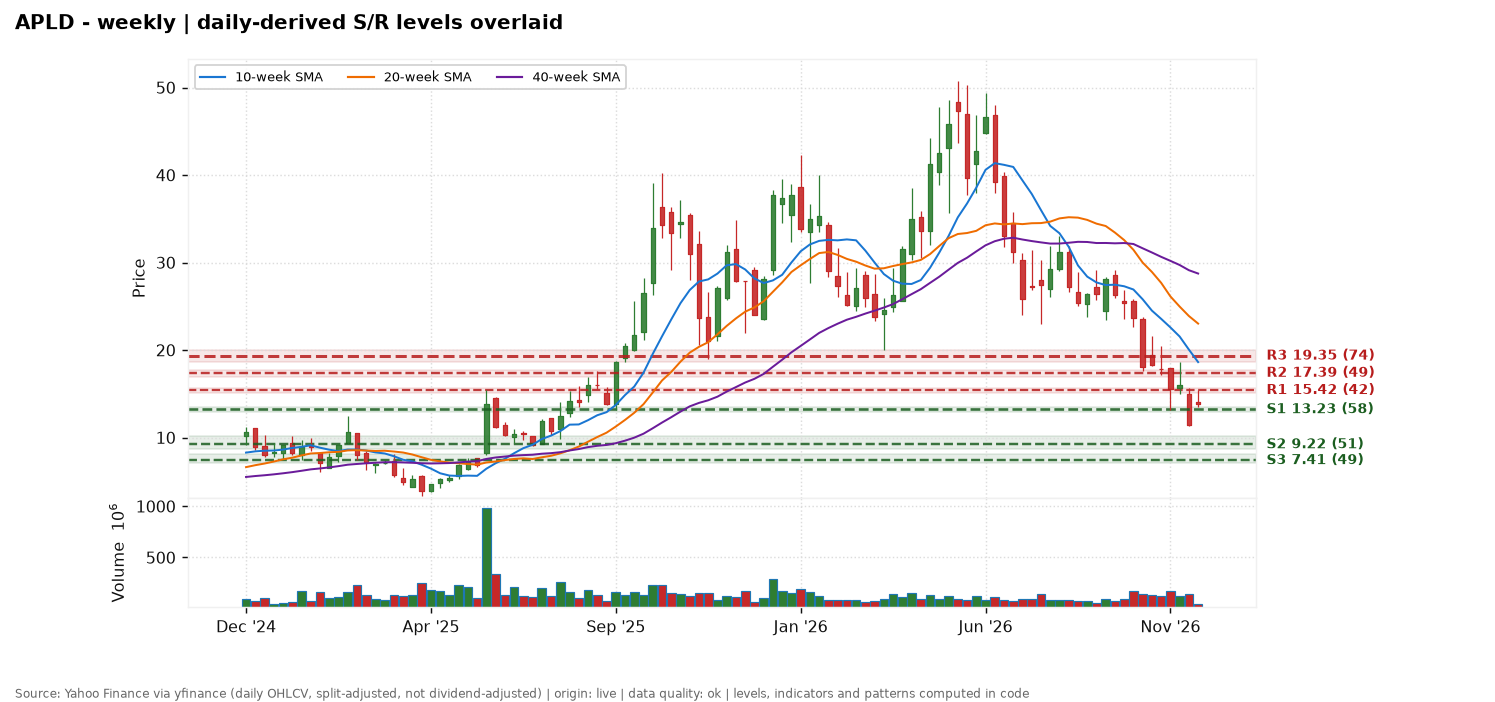 APLD - weekly | daily-derived S/R levels overlaid
10-week SMA 20-week SMA 40-week SMA
Price
50
40
30
20
10
R3 19.35 (74)
R2 17.39 (49)
R1 15.42 (42)
S1 13.23 (58)
S2 9.22 (51)
S3 7.41 (49)
Volume 10⁶
1000
500
Dec '24 Apr '25 Sep '25 Jan '26 Jun '26 Nov '26
Source: Yahoo Finance via yfinance (daily OHLCV, split-adjusted, not dividend-adjusted) | origin: live | data quality: ok | levels, indicators and patterns computed in code